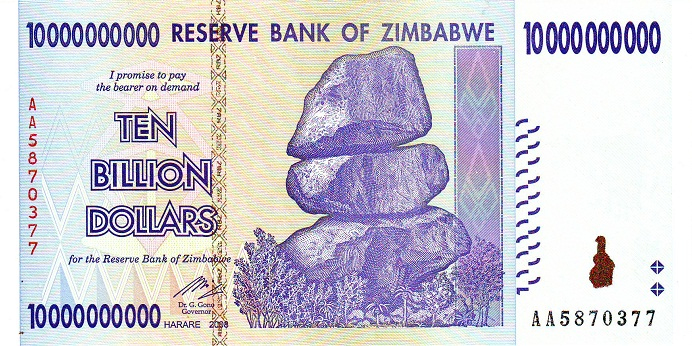 10000000000 RESERVE BANK OF ZIMBABWE 10000000000
I promise to pay
the bearer on demand
AA5870377
TEN
BILLION
DOLLARS
for the Reserve Bank of Zimbabwe
Dr. G. Gono
Governor
10000000000
HARARE 2008
AA5870377